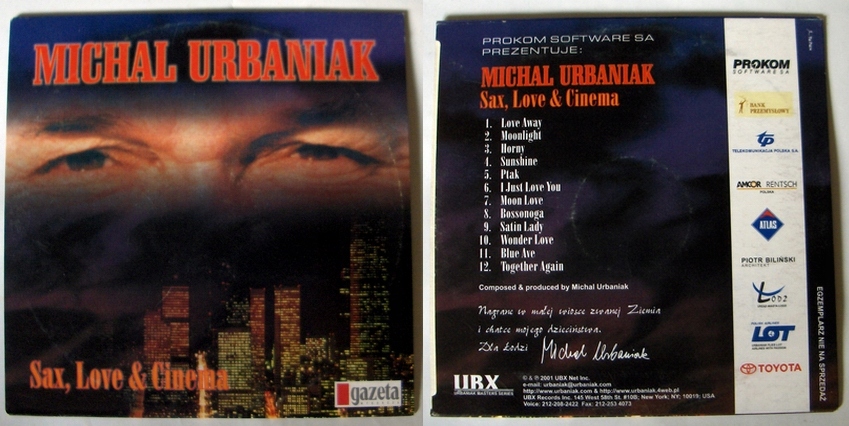 MICHAL URBANIAK
Sax, Love & Cinema
gazeta
PROKOM SOFTWARE SA
PREZENTUJE:
MICHAL URBANIAK
Sax, Love & Cinema
1. Love Away
2. Moonlight
3. Horny
4. Sunshine
5. Ptak
6. I Just Love You
7. Moon Love
8. Bossonoga
9. Satin Lady
10. Wonder Love
11. Blue Ave
12. Together Again
Composed & produced by Michal Urbaniak
Nagrane w małej wiosce zwanej Ziemia
i chatce mojego dzieciństwa.
Dla Łodzi Michal Urbaniak
UBX
URBANIAK MASTERS SERIES
© & ℗ 2001 UBX Net Inc.
e-mail: urbaniak@urbaniak.com
http://www.urbaniak.com & http://www.urbaniak.4web.pl
UBX Records Inc. 145 West 58th St. #10B; New York; NY; 10019; USA
Voice: 212-208-2422 Fax: 212-253 4073
PROKOM
SOFTWARE SA
BANK
PRZEMYSŁOWY
tp
TELEKOMUNIKACJA POLSKA S.A.
AMCOR RENTSCH
POLSKA
ATLAS
PIOTR BILIŃSKI
ARCHITEKT
Łódź
LOT
TOYOTA
EGZEMPLARZ NIE NA SPRZEDAŻ